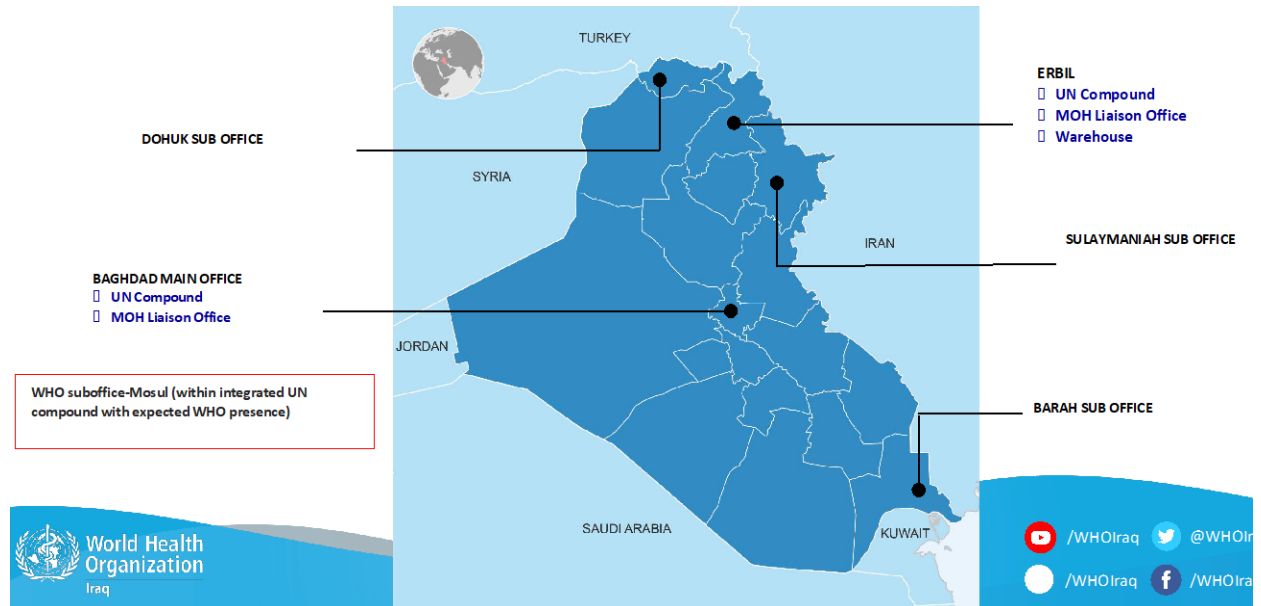 TURKEY
ERBIL
UN Compound
MOH Liaison Office
Warehouse
DOHUK SUB OFFICE
SYRIA
IRAN
SULAYMANIAH SUB OFFICE
BAGHDAD MAIN OFFICE
UN Compound
MOH Liaison Office
JORDAN
WHO suboffice-Mosul (within integrated UN
compound with expected WHO presence)
BARAH SUB OFFICE
SAUDI ARABIA
KUWAIT
World Health
Organization
Iraq
/WHOIraq
@WHOIr
/WHOIraq
/WHOIra